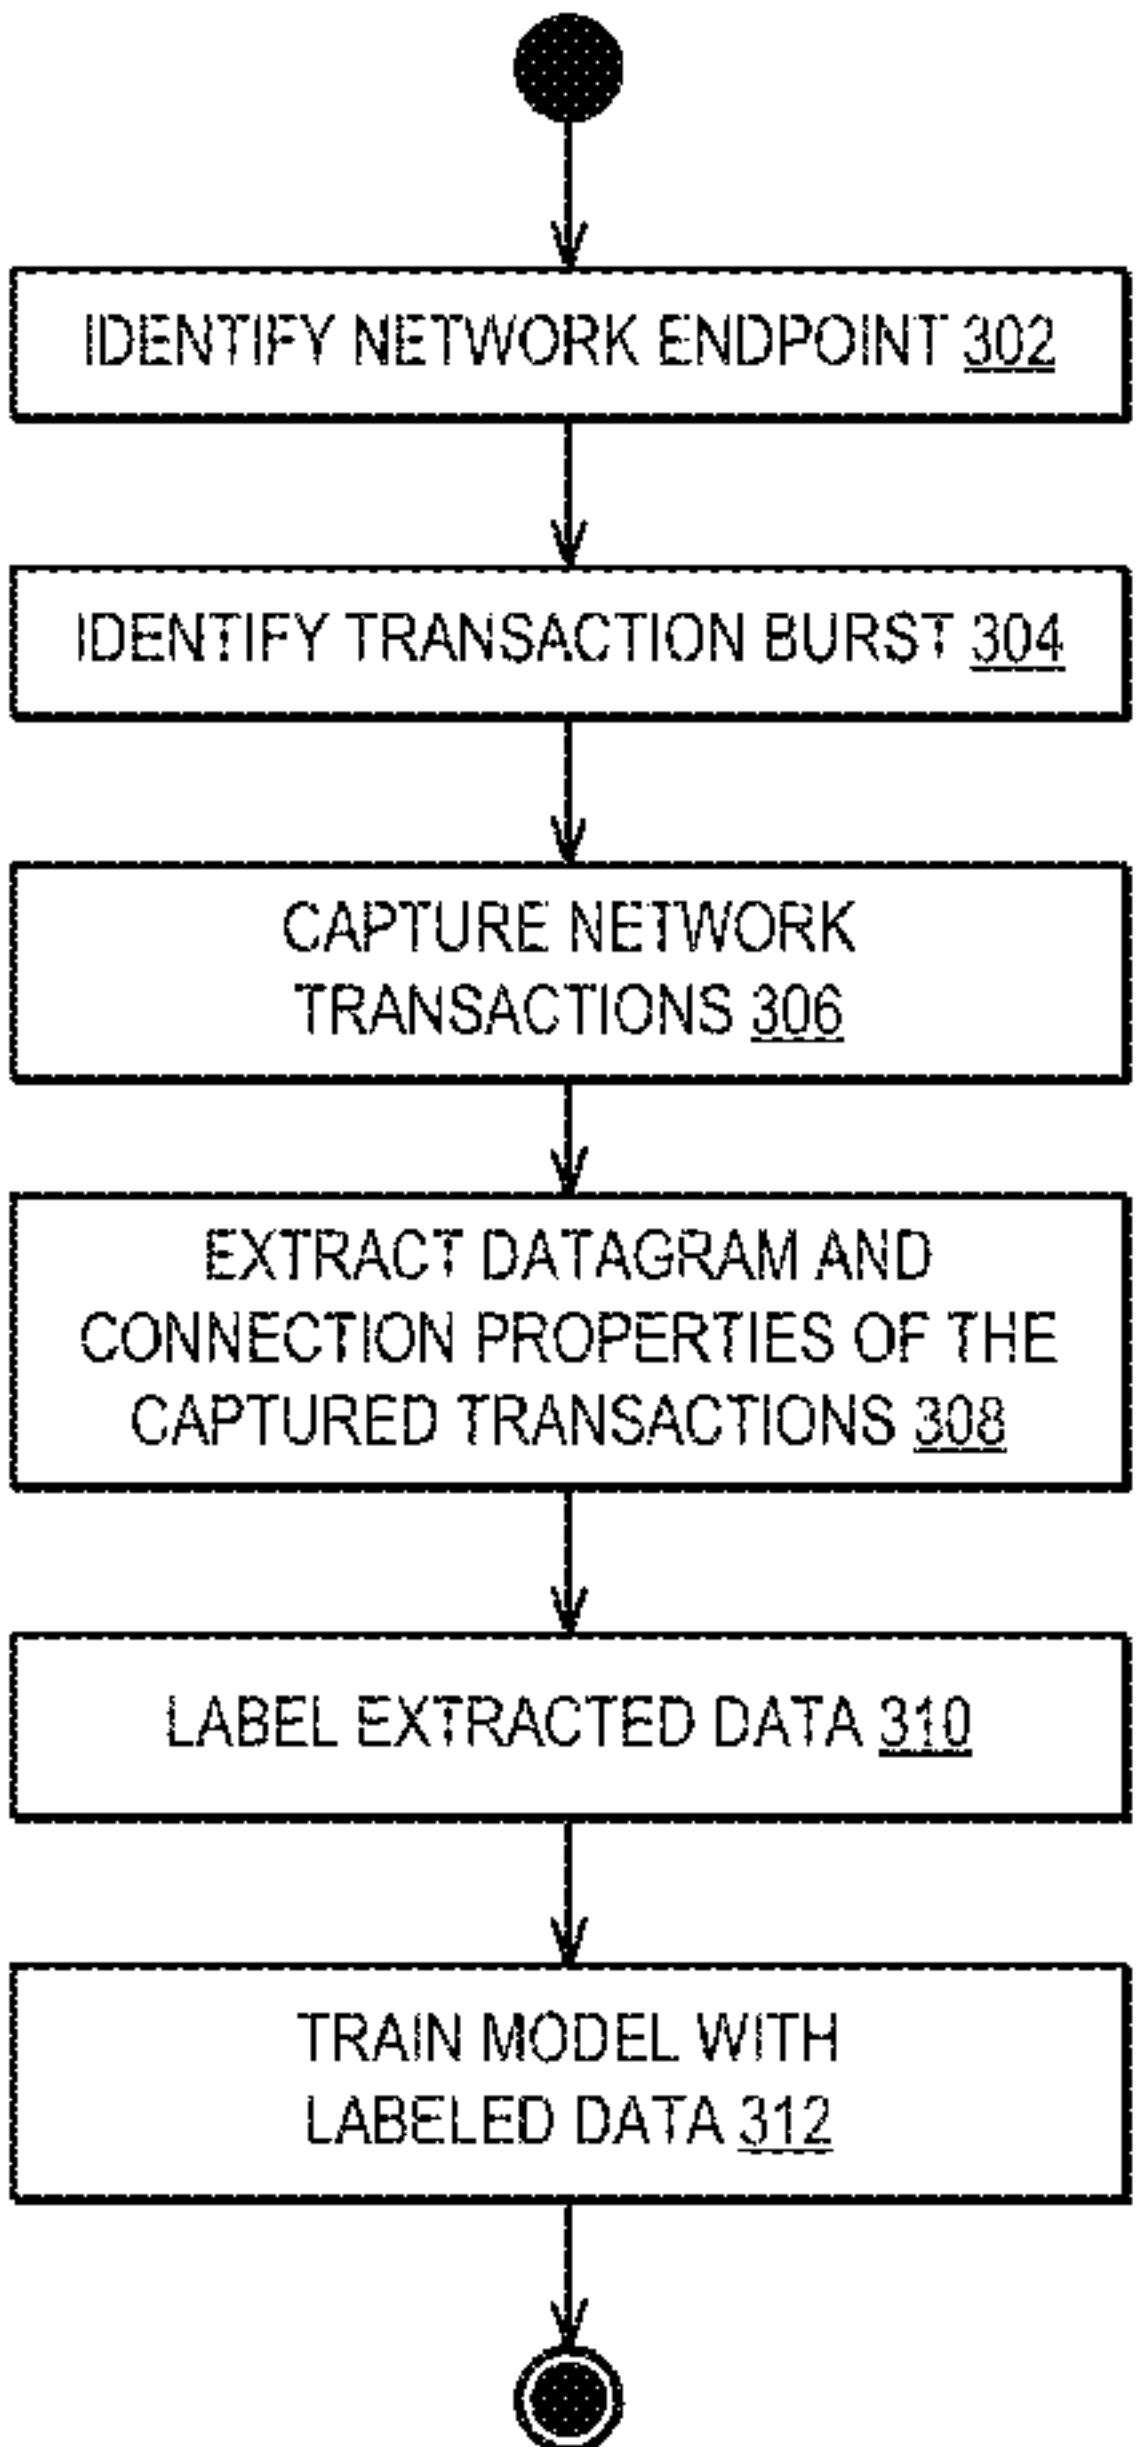 IDENTIFY NETWORK ENDPOINT 302
IDENTIFY TRANSACTION BURST 304
CAPTURE NETWORK
TRANSACTIONS 306
EXTRACT DATAGRAM AND
CONNECTION PROPERTIES OF THE
CAPTURED TRANSACTIONS 308
LABEL EXTRACTED DATA 310
TRAIN MODEL WITH
LABELED DATA 312